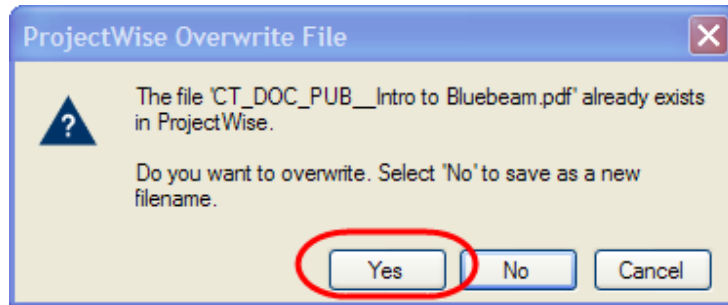 ProjectWise Overwrite File
The file 'CT_DOC_PUB__Intro to Bluebeam.pdf' already exists
in ProjectWise.
Do you want to overwrite. Select 'No' to save as a new
filename.
Yes No Cancel